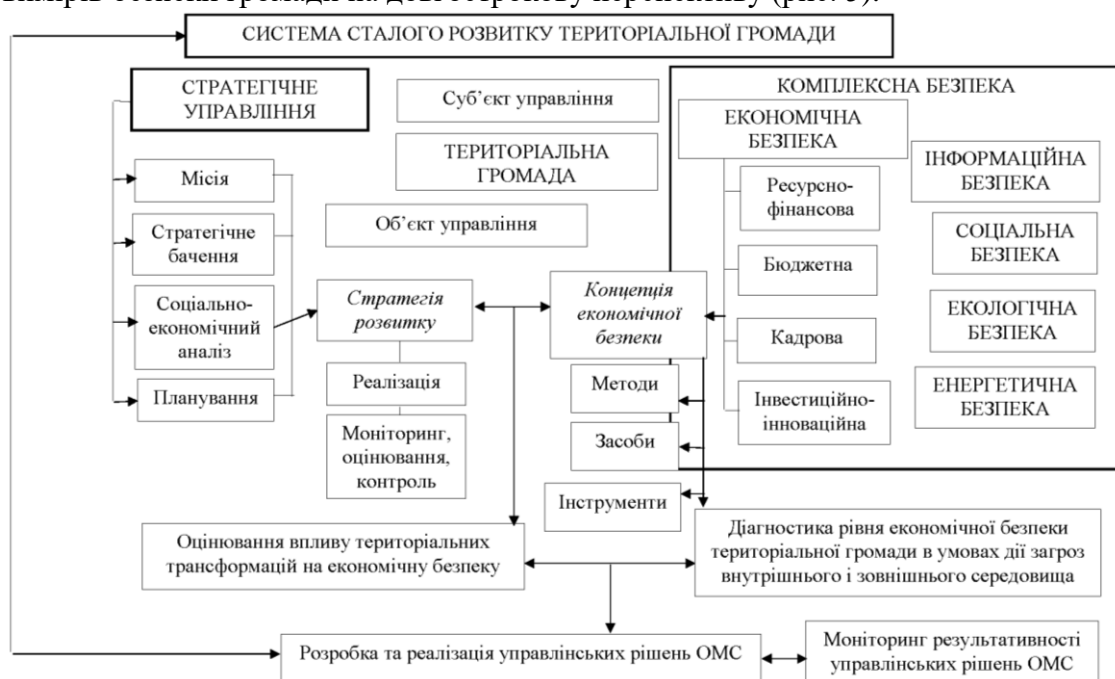 СИСТЕМА СТАЛОГО РОЗВИТКУ ТЕРИТОРІАЛЬНОЇ ГРОМАДИ
СТРАТЕГІЧНЕ
УПРАВЛІННЯ
Місія
Стратегічне
бачення
Соціально-
економічний
аналіз
Планування
Суб’єкт управління
ТЕРИТОРІАЛЬНА
ГРОМАДА
Об’єкт управління
Стратегія
розвитку
Реалізація
Моніторинг,
оцінювання,
контроль
Концепція
економічної
безпеки
Методи
Засоби
Інструменти
КОМПЛЕКСНА БЕЗПЕКА
ЕКОНОМІЧНА
БЕЗПЕКА
Ресурсно-
фінансова
Бюджетна
Кадрова
Інвестиційно-
інноваційна
ІНФОРМАЦІЙНА
БЕЗПЕКА
СОЦІАЛЬНА
БЕЗПЕКА
ЕКОЛОГІЧНА
БЕЗПЕКА
ЕНЕРГЕТИЧНА
БЕЗПЕКА
Оцінювання впливу територіальних
трансформацій на економічну безпеку
Діагностика рівня економічної безпеки
територіальної громади в умовах дії загроз
внутрішнього і зовнішнього середовища
Розробка та реалізація управлінських рішень ОМС
Моніторинг результативності
управлінських рішень ОМС